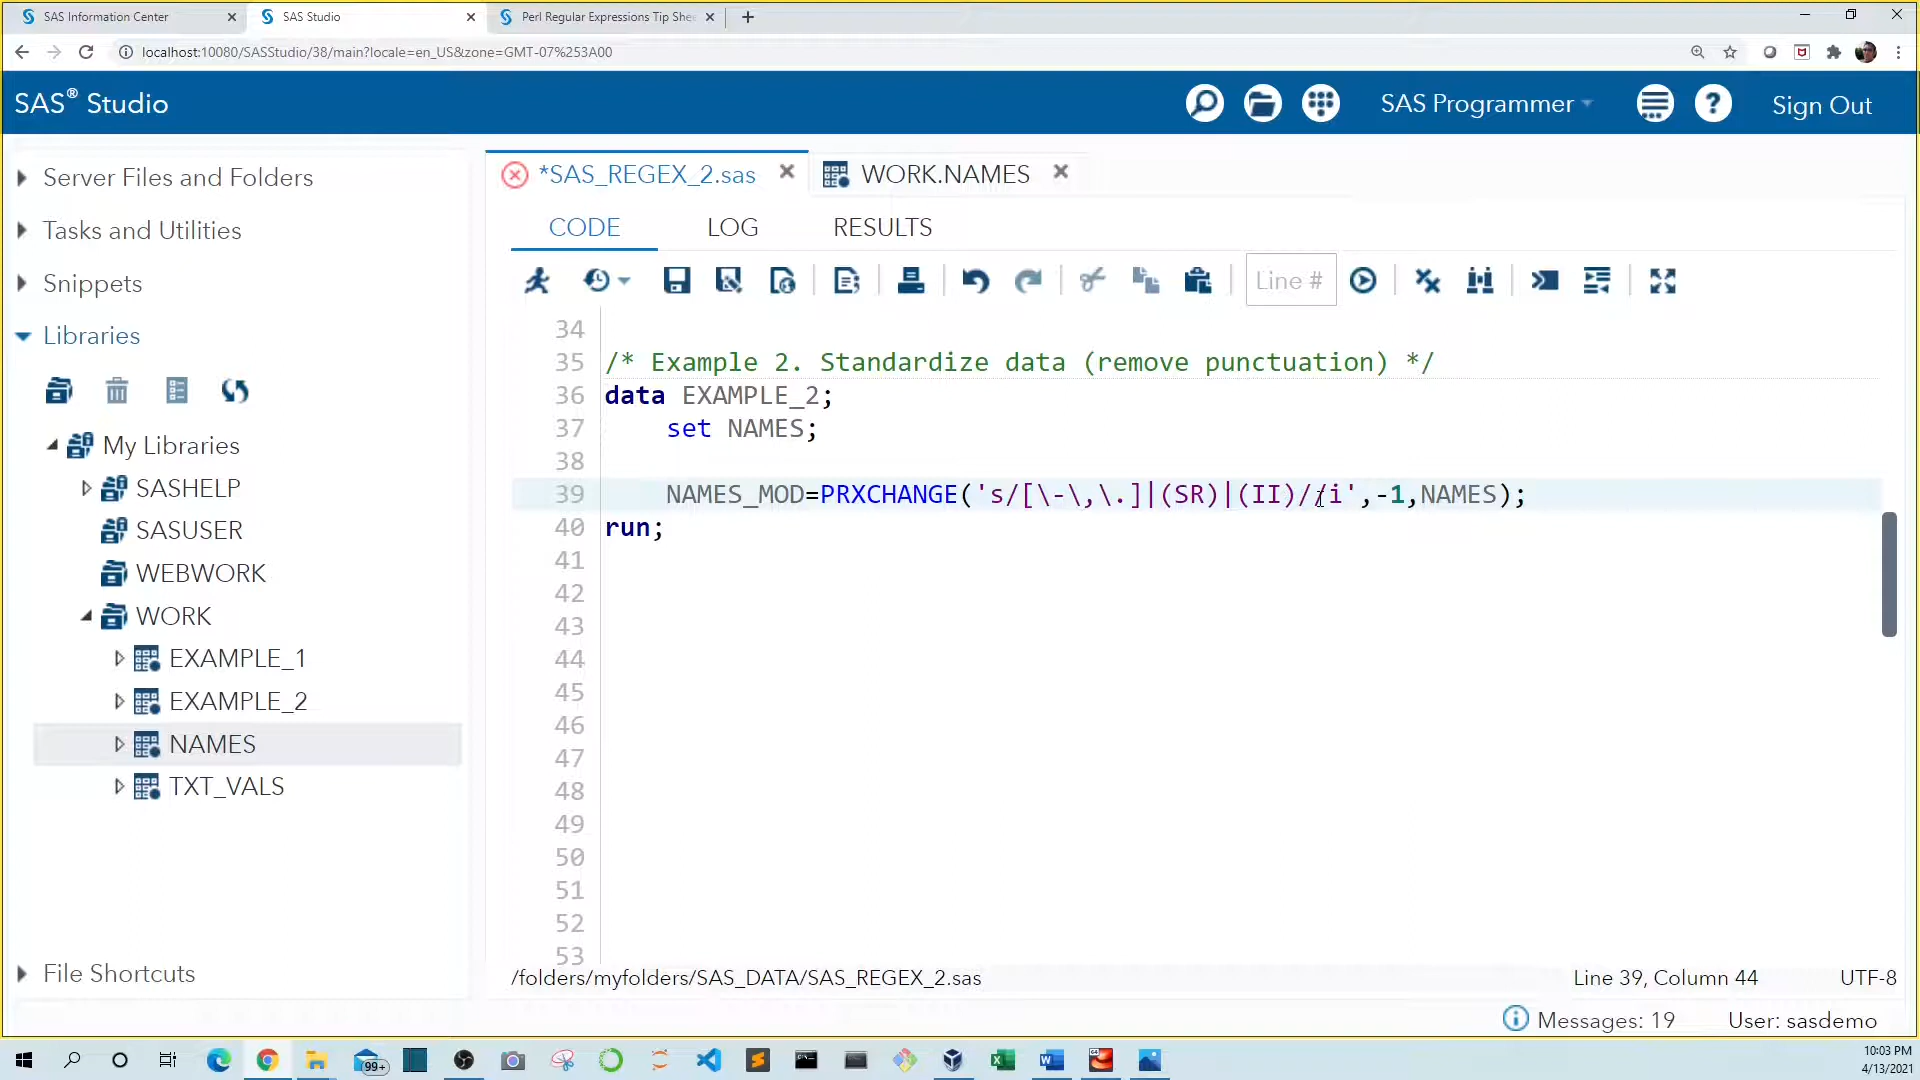 SAS Information Center
SAS Studio
Perl Regular Expressions Tip Shee
localhost:10080/SASStudio/38/main?locale=en_US&zone=GMT-07%253A00
SAS® Studio
SAS Programmer
Sign Out
Server Files and Folders
Tasks and Utilities
Snippets
Libraries
My Libraries
SASHELP
SASUSER
WEBWORK
WORK
EXAMPLE_1
EXAMPLE_2
NAMES
TXT_VALS
File Shortcuts
*SAS_REGEX_2.sas
WORK.NAMES
CODE LOG RESULTS
Line #
34
35 /* Example 2. Standardize data (remove punctuation) */
36 data EXAMPLE_2;
37 set NAMES;
38
39 NAMES_MOD=PRXCHANGE('s/[\-\,\.]|(SR)|(II)//i',-1,NAMES);
40 run;
41
42
43
44
45
46
47
48
49
50
51
52
53
/folders/myfolders/SAS_DATA/SAS_REGEX_2.sas
Line 39, Column 44
UTF-8
Messages: 19
User: sasdemo
99+
10:03 PM
4/13/2021